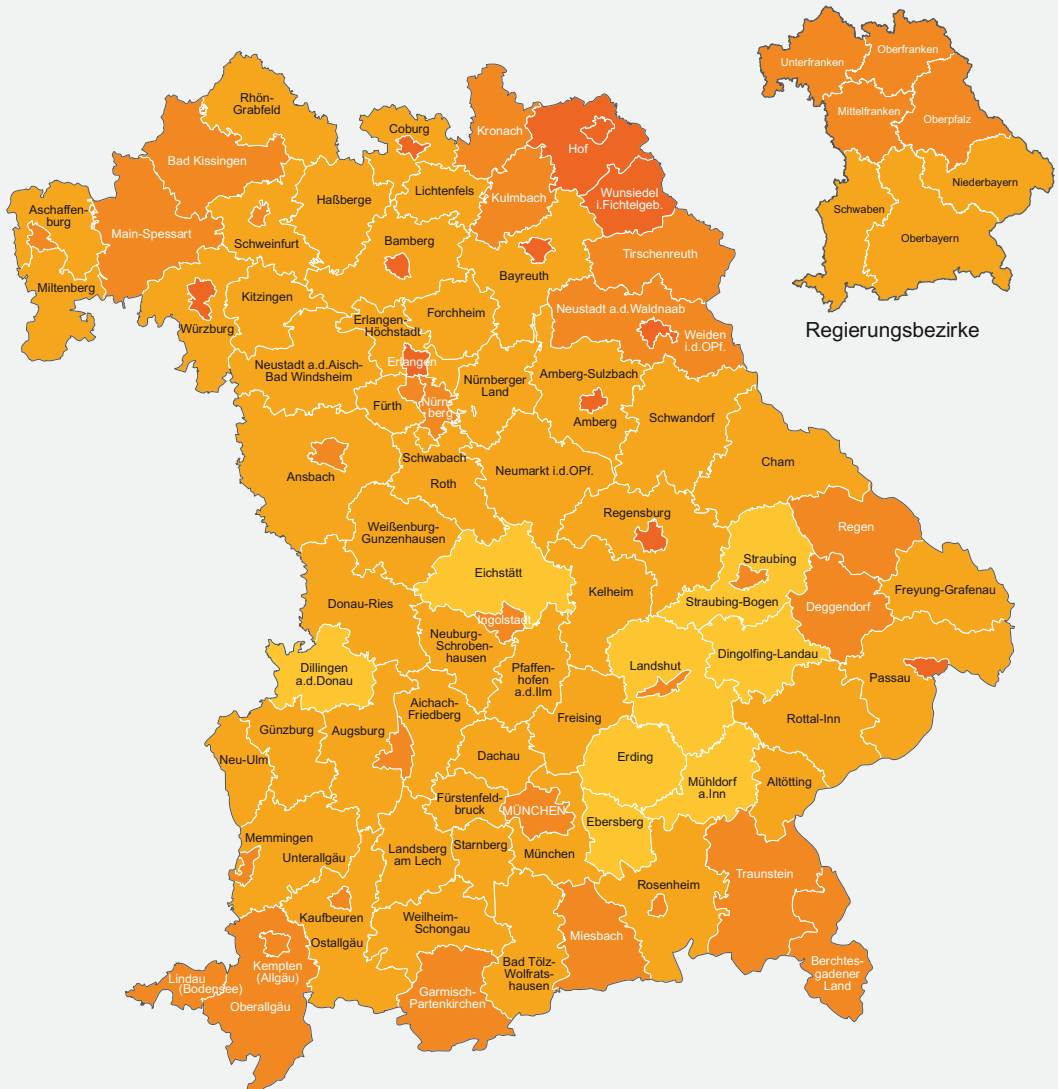 Unterfranken
Oberfranken
Mittelfranken
Oberpfalz
Niederbayern
Schwaben
Oberbayern
Regierungsbezirke
Rhön-
Grabfeld
Coburg
Kronach
Hof
Bad Kissingen
Haßberge
Lichtenfels
Kulmbach
Wunsiedel
i.Fichtelgeb.
Aschaffen-
burg
Main-Spessart
Schweinfurt
Bamberg
Bayreuth
Tirschenreuth
Miltenberg
Würzburg
Kitzingen
Erlangen-
Höchstadt
Forchheim
Neustadt a.d.Waldnaab
Weiden
i.d.OPf.
Neustadt a.d.Aisch-
Bad Windsheim
Erlangen
Nürnberger
Land
Amberg-Sulzbach
Fürth
Nürn-
berg
Amberg
Schwandorf
Ansbach
Schwabach
Roth
Neumarkt i.d.OPf.
Cham
Weißenburg-
Gunzenhausen
Regensburg
Regen
Eichstätt
Straubing
Donau-Ries
Kelheim
Straubing-Bogen
Deggendorf
Freyung-Grafenau
Ingolstadt
Neuburg-
Schroben-
hausen
Dillingen
a.d.Donau
Pfaffen-
hofen
a.d.Ilm
Landshut
Dingolfing-Landau
Passau
Aichach-
Friedberg
Günzburg
Augsburg
Freising
Rottal-Inn
Neu-Ulm
Dachau
Erding
Mühldorf
a.Inn
Altötting
Fürstenfeld-
bruck
MÜNCHEN
Ebersberg
Memmingen
Unterallgäu
Landsberg
am Lech
Starnberg
München
Rosenheim
Traunstein
Kaufbeuren
Ostallgäu
Weilheim-
Schongau
Miesbach
Bad Tölz-
Wolfrats-
hausen
Berchtes-
gadener
Land
Kempten
(Allgäu)
Lindau
(Bodensee)
Oberallgäu
Garmisch-
Partenkirchen